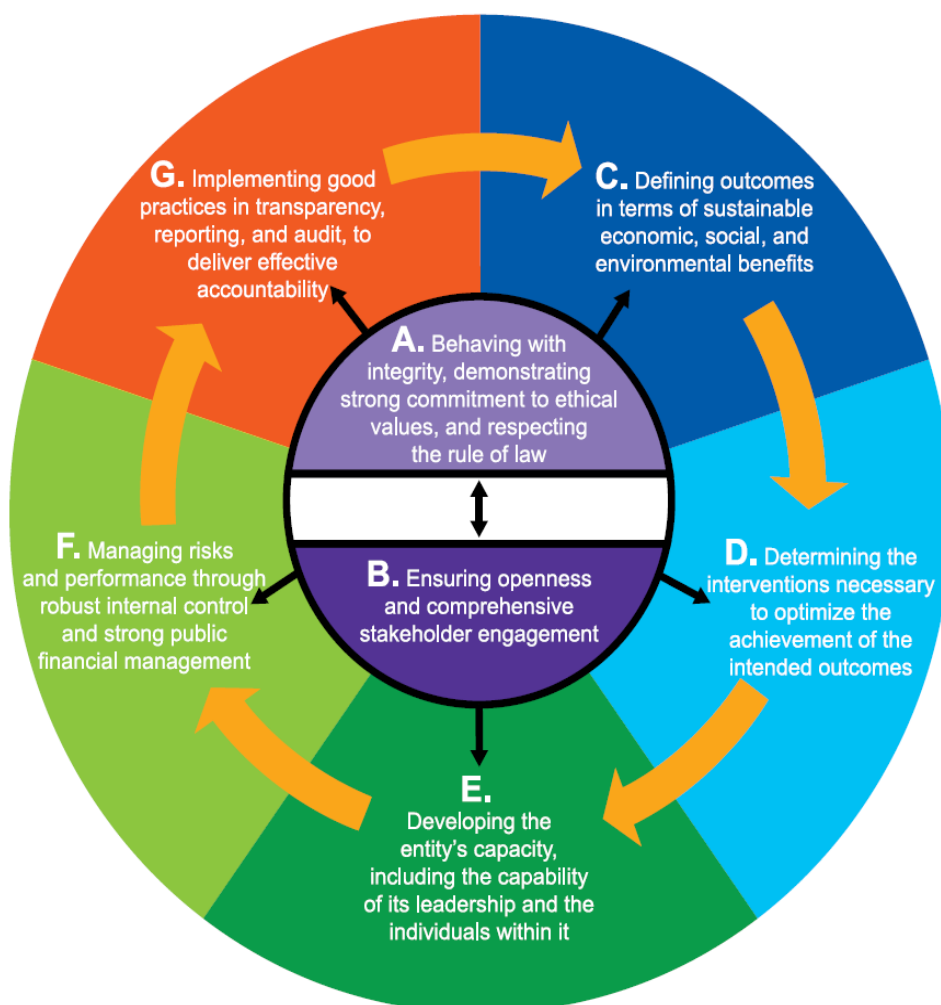 G. Implementing good
practices in transparency,
reporting, and audit, to
deliver effective
accountability
C. Defining outcomes
in terms of sustainable
economic, social, and
environmental benefits
A. Behaving with
integrity, demonstrating
strong commitment to ethical
values, and respecting
the rule of law
F. Managing risks
and performance through
robust internal control
and strong public
financial management
B. Ensuring openness
and comprehensive
stakeholder engagement
D. Determining the
interventions necessary
to optimize the
achievement of the
intended outcomes
E.
Developing the
entity’s capacity,
including the capability
of its leadership and the
individuals within it